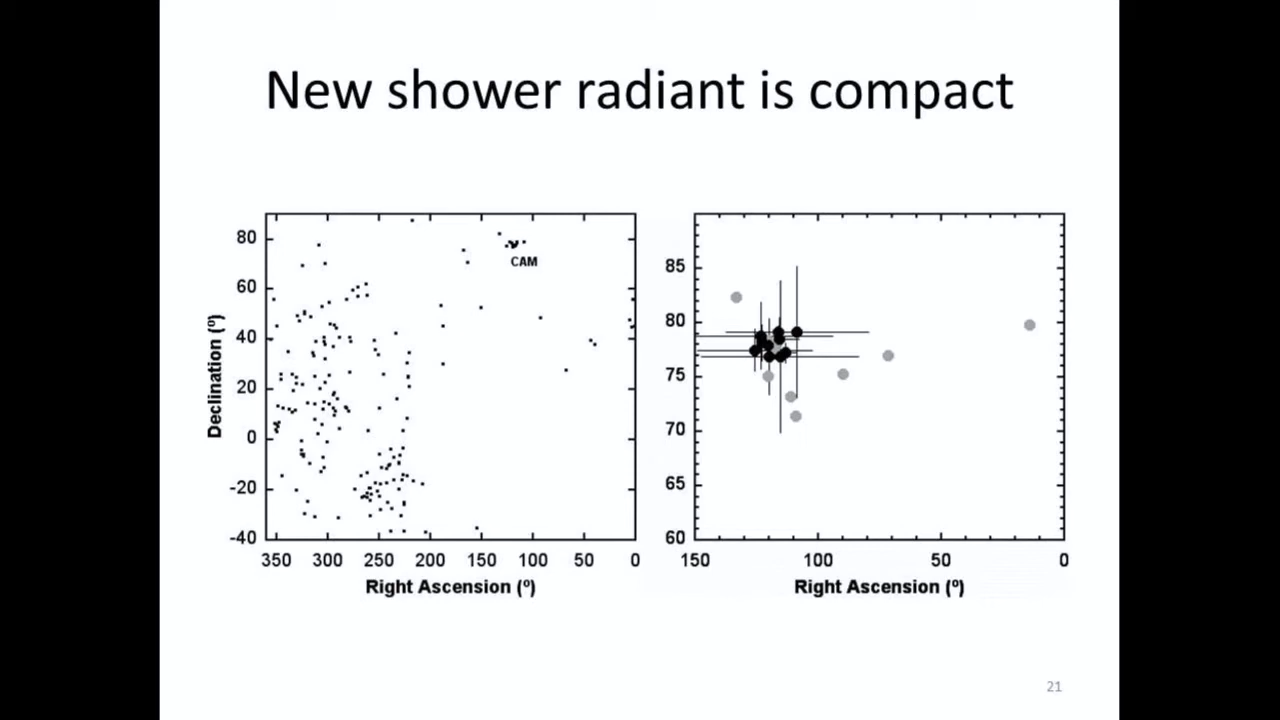 New shower radiant is compact
80
60
40
20
0
-20
-40
Declination (º)
CAM
350 300 250 200 150 100 50 0
Right Ascension (º)
85
80
75
70
65
60
150 100 50 0
Right Ascension (º)
21